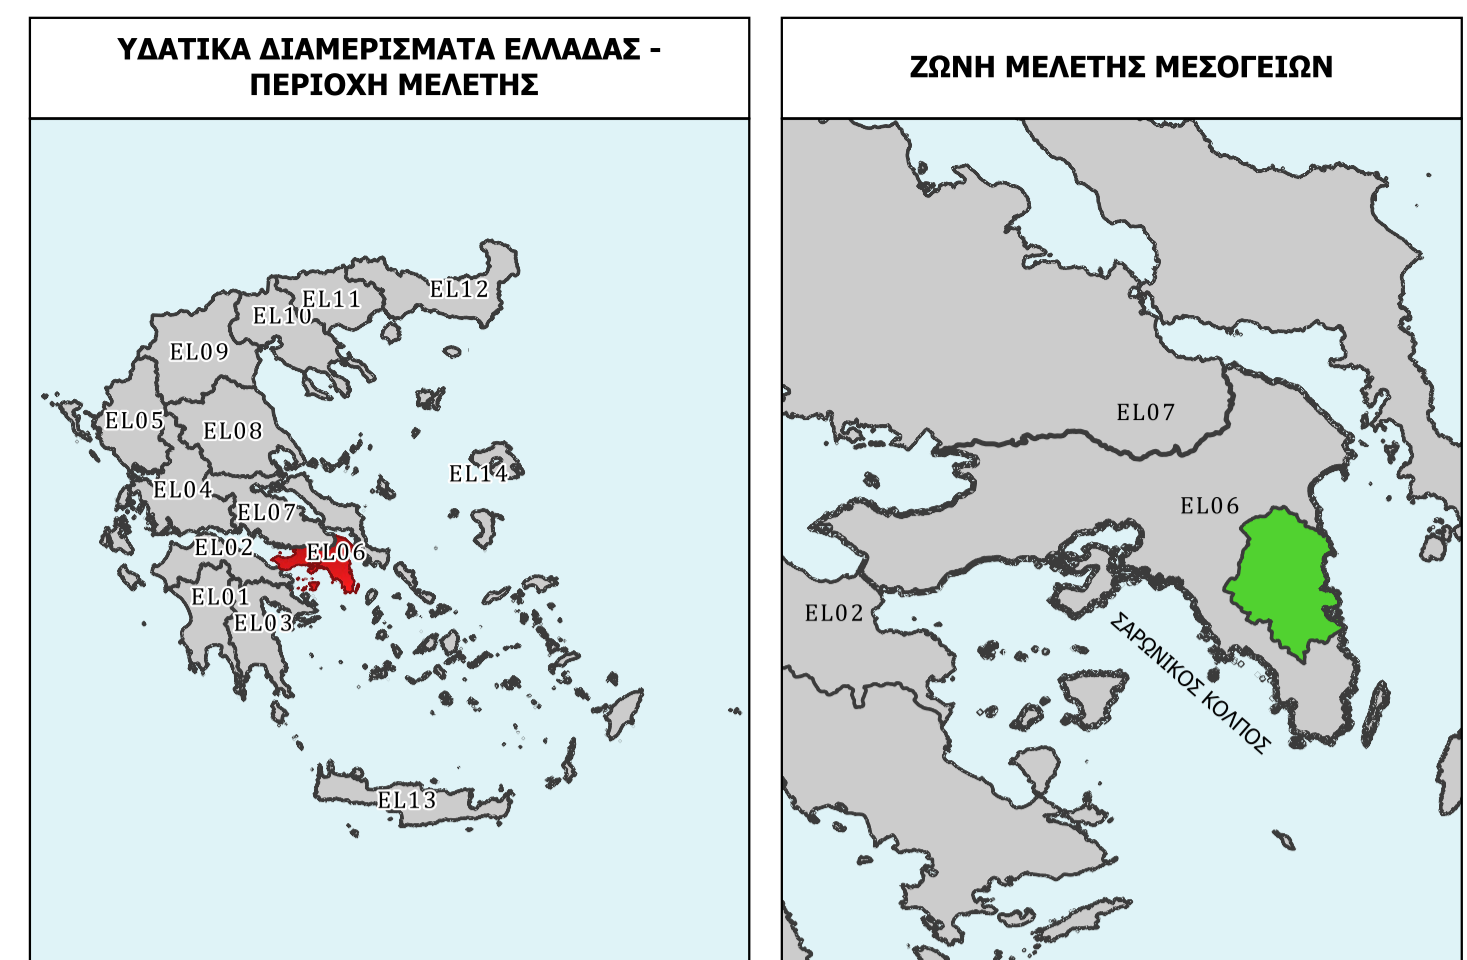 ΥΔΑΤΙΚΑ ΔΙΑΜΕΡΙΣΜΑΤΑ ΕΛΛΑΔΑΣ -
ΠΕΡΙΟΧΗ ΜΕΛΕΤΗΣ
EL12
EL11
EL10
EL09
EL05
EL08
EL14
EL04
EL07
EL02
EL06
EL01
EL03
EL13
ΖΩΝΗ ΜΕΛΕΤΗΣ ΜΕΣΟΓΕΙΩΝ
EL07
EL06
EL02
ΣΑΡΩΝΙΚΟΣ ΚΟΛΠΟΣ